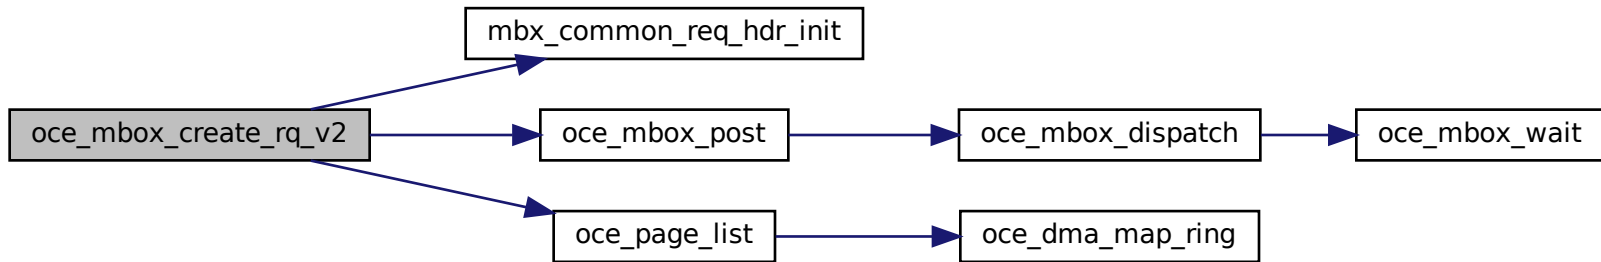 mbx_common_req_hdr_init
oce_mbox_create_rq_v2
oce_mbox_post
oce_mbox_dispatch
oce_mbox_wait
oce_page_list
oce_dma_map_ring